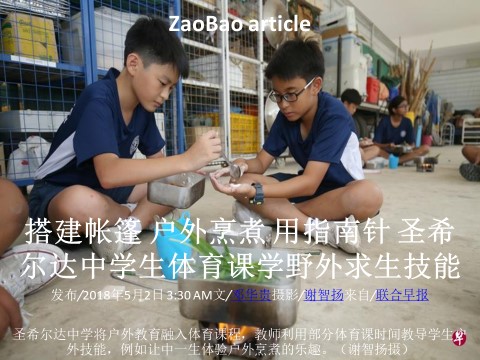 ZaoBao article
搭建帐篷 户外烹煮 用指南针 圣希
尔达中学生体育课学野外求生技能
发布/2018年5月2日 3:30 AM文/ 摄影/谢智扬来自/联合早报
圣希尔达中学将户外教育融入体育课程，教师利用部分体育课时间教导学生户
外技能，例如让中一生体验户外烹煮的乐趣。（谢智扬摄）
早